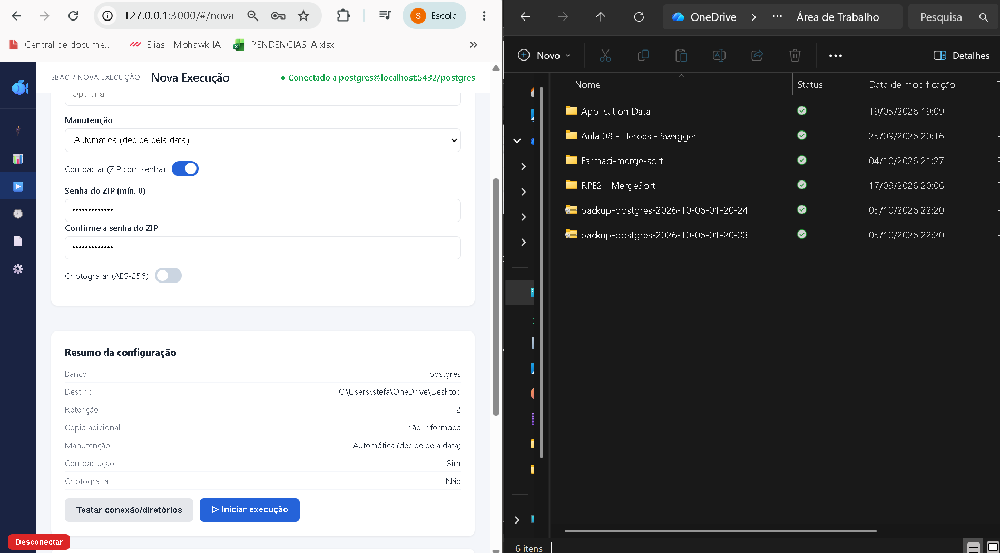 127.0.0.1:3000/#/nova
S
Escola
Central de docume...
Elias - Mohawk IA
PENDENCIAS IA.xlsx
SBAC / NOVA EXECUÇÃO
Nova Execução
● Conectado a postgres@localhost:5432/postgres
Opcional
Manutenção
Automática (decide pela data)
Compactar (ZIP com senha)
Senha do ZIP (mín. 8)
•••••••••••••
Confirme a senha do ZIP
•••••••••••••
Criptografar (AES-256)
Resumo da configuração
Banco postgres
Destino C:\Users\stefa\OneDrive\Desktop
Retenção 2
Cópia adicional não informada
Manutenção Automática (decide pela data)
Compactação Sim
Criptografia Não
Testar conexão/diretórios
▷ Iniciar execução
Desconectar
OneDrive > ... Área de Trabalho
Pesquisa
Novo
Detalhes
Nome Status Data de modificação
Application Data 19/05/2026 19:09
Aula 08 - Heroes - Swagger 25/09/2026 20:16
Farmaci-merge-sort 04/10/2026 21:27
RPE2 - MergeSort 17/09/2026 20:06
backup-postgres-2026-10-06-01-20-24 05/10/2026 22:20
backup-postgres-2026-10-06-01-20-33 05/10/2026 22:20
6 itens